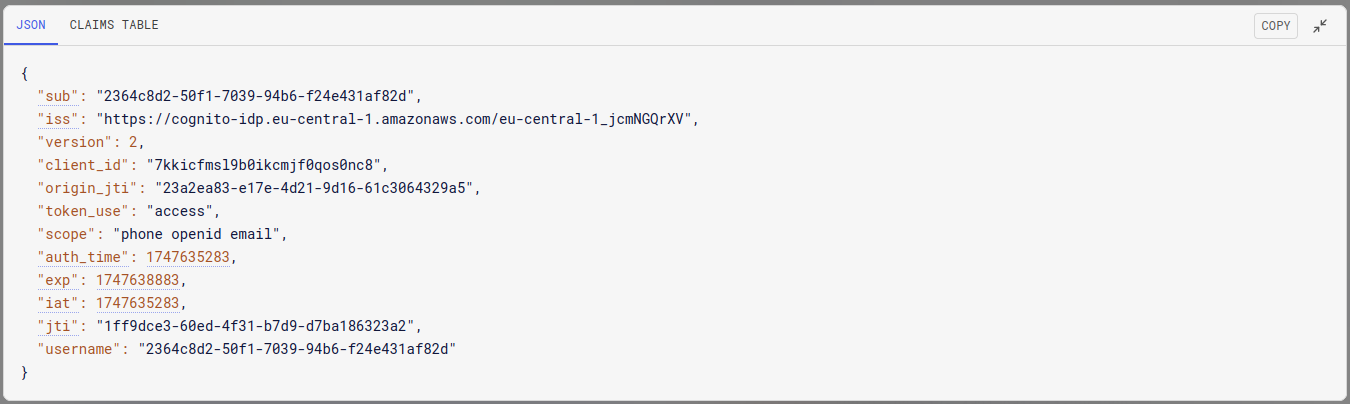 JSON CLAIMS TABLE COPY
{
"sub": "2364c8d2-50f1-7039-94b6-f24e431af82d",
"iss": "https://cognito-idp.eu-central-1.amazonaws.com/eu-central-1_jcmNGQrXV",
"version": 2,
"client_id": "7kkicfmsl9b0ikcmjf0qos0nc8",
"origin_jti": "23a2ea83-e17e-4d21-9d16-61c3064329a5",
"token_use": "access",
"scope": "phone openid email",
"auth_time": 1747635283,
"exp": 1747638883,
"iat": 1747635283,
"jti": "1ff9dce3-60ed-4f31-b7d9-d7ba186323a2",
"username": "2364c8d2-50f1-7039-94b6-f24e431af82d"
}